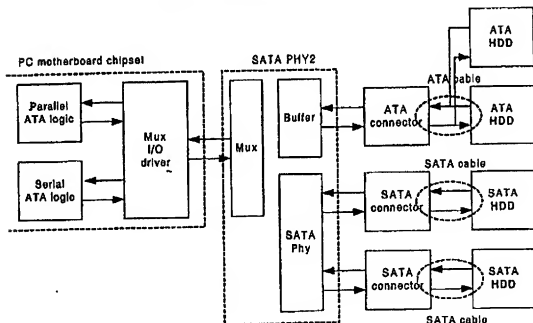 PC motherboard chipset
SATA PHY2
Parallel
ATA logic
Serial
ATA logic
Mux
I/O
driver
Mux
Buffer
SATA
Phy
ATA
connector
SATA
connector
SATA
connector
ATA cable
SATA cable
SATA cable
ATA
HDD
ATA
HDD
SATA
HDD
SATA
HDD